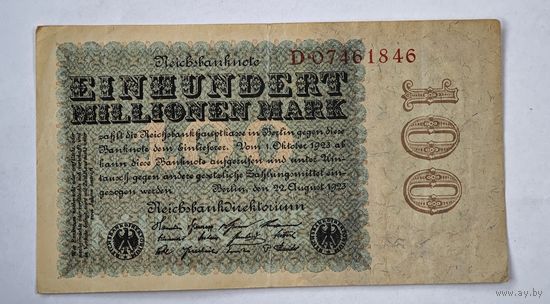 Reichsbanknote
D·07461846
EINHUNDERT
MILLIONEN MARK
zahlt die Reichsbankhauptkasse in Berlin gegen diese
Banknote dem Einlieferer. Vom 1. Oktober 1923 ab
kann diese Banknote aufgerufen und unter Um-
tausch gegen andere gesetzliche Zahlungsmittel ein-
gezogen werden
Berlin, den 22. August 1923
Reichsbankdirektorium
100
www.ay.by